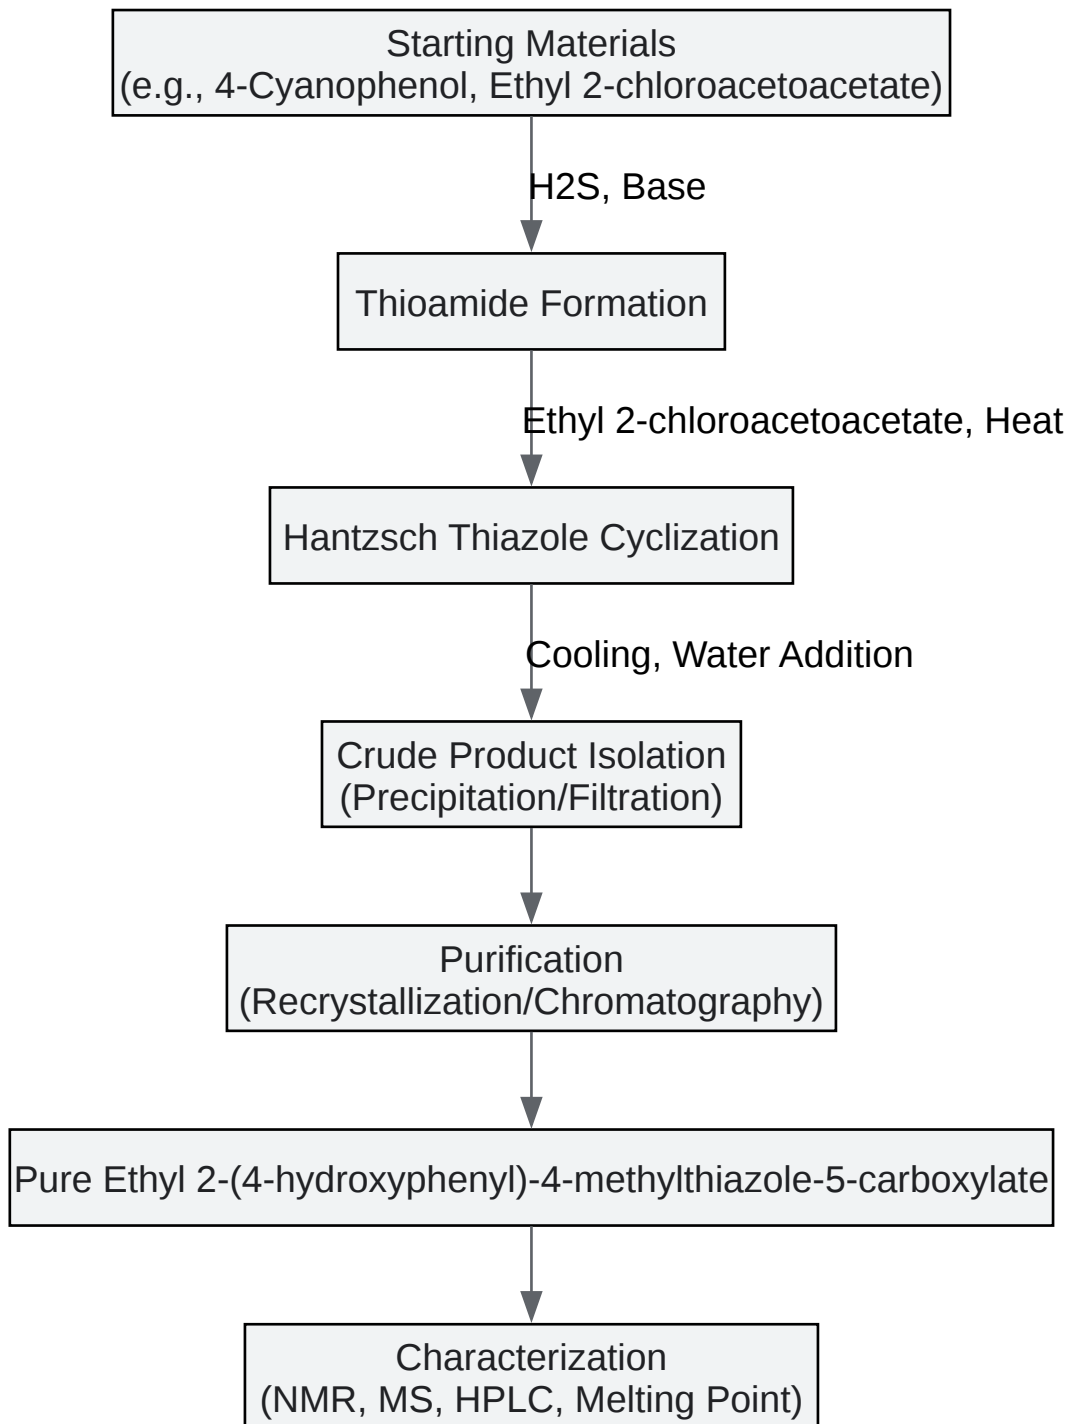 Starting Materials
(e.g., 4-Cyanophenol, Ethyl 2-chloroacetoacetate)
H2S, Base
Thioamide Formation
Ethyl 2-chloroacetoacetate, Heat
Hantzsch Thiazole Cyclization
Cooling, Water Addition
Crude Product Isolation
(Precipitation/Filtration)
Purification
(Recrystallization/Chromatography)
Pure Ethyl 2-(4-hydroxyphenyl)-4-methylthiazole-5-carboxylate
Characterization
(NMR, MS, HPLC, Melting Point)